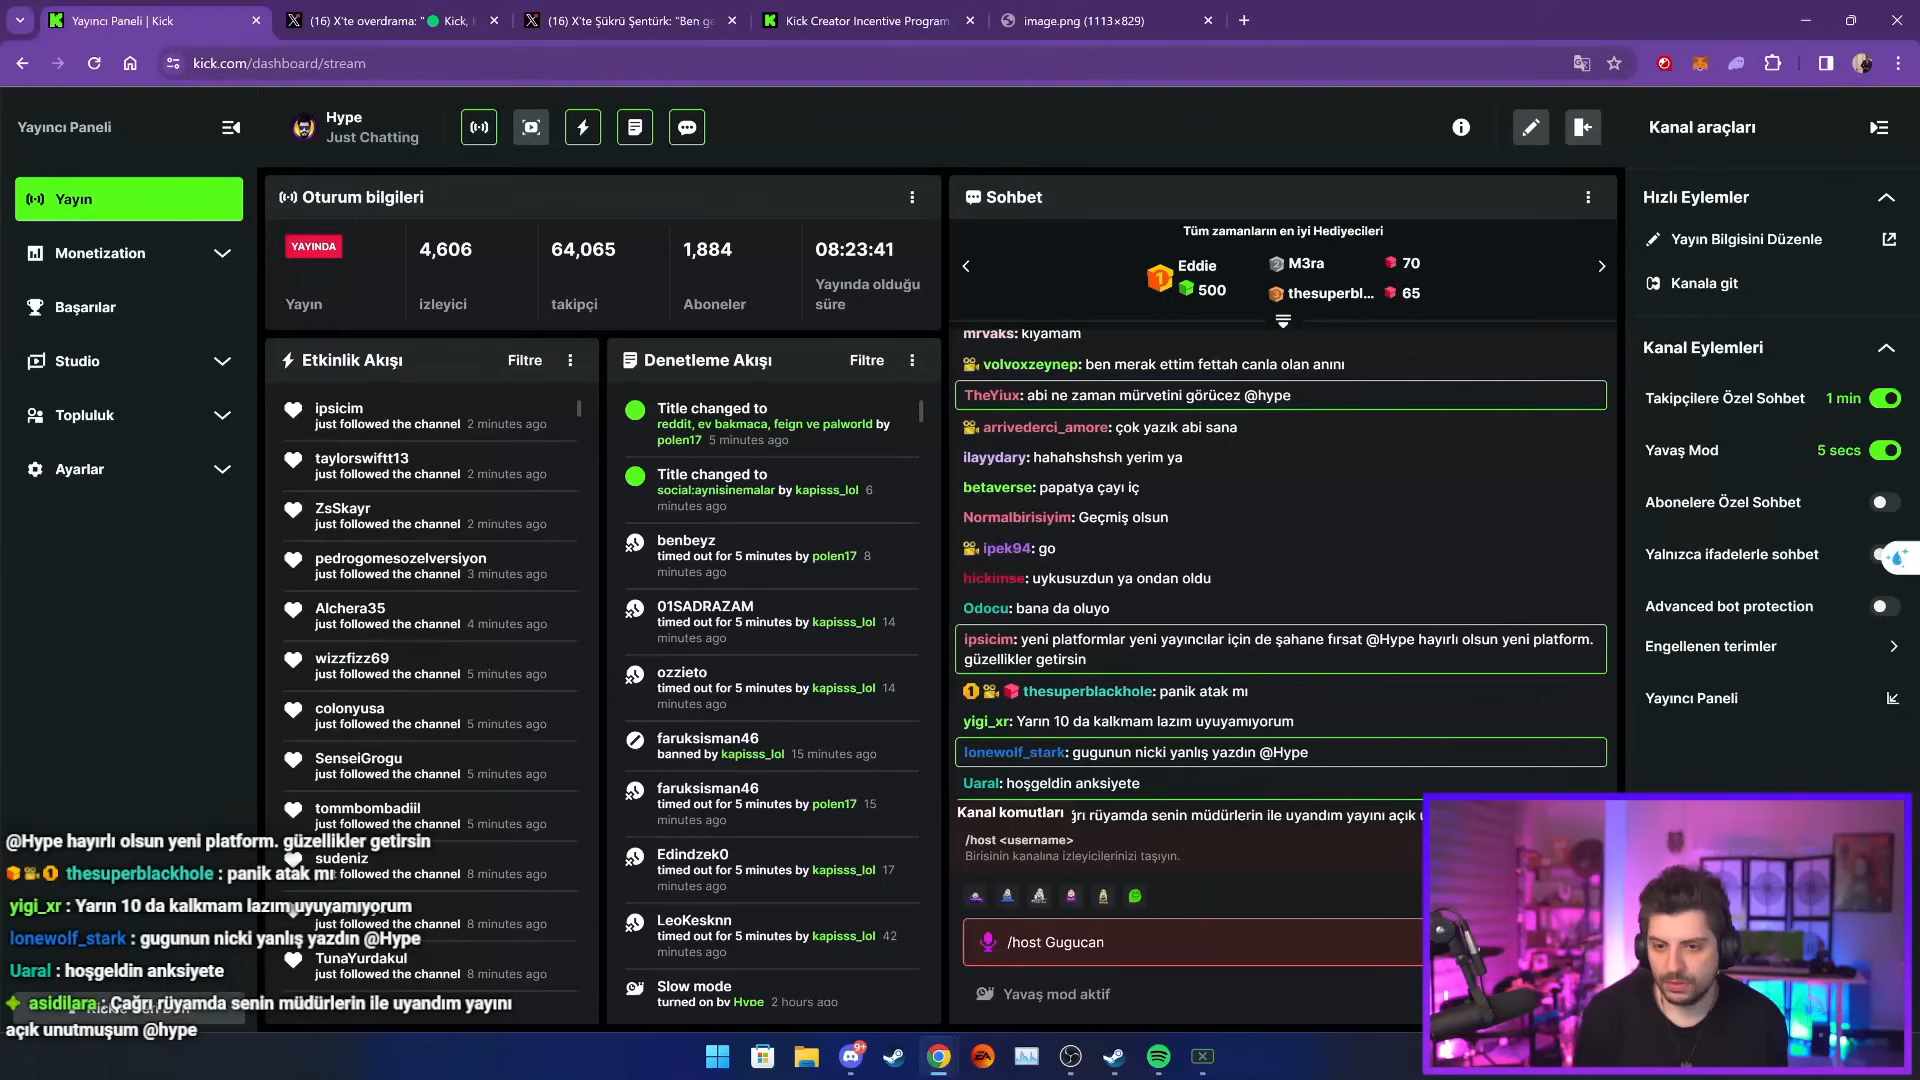 Yayıncı Paneli | Kick
(16) X'te overdrama: "🟢 Kick,
(16) X'te Şükrü Şentürk: "Ben ge
Kick Creator Incentive Program
image.png (1113×829)
kick.com/dashboard/stream
Yayıncı Paneli
Hype
Just Chatting
Kanal araçları
Yayın
Monetization
Başarılar
Studio
Topluluk
Ayarlar
Oturum bilgileri
YAYINDA
4,606
64,065
1,884
08:23:41
Yayın
izleyici
takipçi
Aboneler
Yayında olduğu
süre
Etkinlik Akışı
Filtre
ipsicim
just followed the channel 2 minutes ago
taylorswiftt13
just followed the channel 2 minutes ago
ZsSkayr
just followed the channel 2 minutes ago
pedrogomesozelversiyon
just followed the channel 3 minutes ago
Alchera35
just followed the channel 4 minutes ago
wizzfizz69
just followed the channel 5 minutes ago
colonyusa
just followed the channel 5 minutes ago
SenseiGrogu
just followed the channel 5 minutes ago
tommbombadiil
just followed the channel 5 minutes ago
sudeniz
just followed the channel 8 minutes ago
just followed the channel 8 minutes ago
TunaYurdakul
just followed the channel 8 minutes ago
Denetleme Akışı
Filtre
Title changed to
reddit, ev bakmaca, feign ve palworld by
polen17 5 minutes ago
Title changed to
social:aynisinemalar by kapisss_lol 6
minutes ago
benbeyz
timed out for 5 minutes by polen17 8
minutes ago
01SADRAZAM
timed out for 5 minutes by kapisss_lol 14
minutes ago
ozzieto
timed out for 5 minutes by kapisss_lol 14
minutes ago
faruksisman46
banned by kapisss_lol 15 minutes ago
faruksisman46
timed out for 5 minutes by polen17 15
minutes ago
Edindzek0
timed out for 5 minutes by kapisss_lol 17
minutes ago
LeoKesknn
timed out for 5 minutes by kapisss_lol 42
minutes ago
Slow mode
turned on by Hype 2 hours ago
Sohbet
Tüm zamanların en iyi Hediyecileri
1 Eddie
500
2 M3ra 70
3 thesuperbl... 65
mrvaks: kıyamam
volvoxzeynep: ben merak ettim fettah canla olan anını
TheYiux: abi ne zaman mürvetini görücez @hype
arrivederci_amore: çok yazık abi sana
ilayydary: hahahshshsh yerim ya
betaverse: papatya çayı iç
Normalbirisiyim: Geçmiş olsun
ipek94: go
hickimse: uykusuzdun ya ondan oldu
Odocu: bana da oluyo
ipsicim: yeni platformlar yeni yayıncılar için de şahane fırsat @Hype hayırlı olsun yeni platform.
güzellikler getirsin
thesuperblackhole: panik atak mı
yigi_xr: Yarın 10 da kalkmam lazım uyuyamıyorum
lonewolf_stark: gugunun nicki yanlış yazdın @Hype
Uaral: hoşgeldin anksiyete
Kanal komutları
rüyamda senin müdürlerin ile uyandım yayını açık
/host <username>
Birisinin kanalına izleyicilerinizi taşıyın.
/host Gugucan
Yavaş mod aktif
Hızlı Eylemler
Yayın Bilgisini Düzenle
Kanala git
Kanal Eylemleri
Takipçilere Özel Sohbet 1 min
Yavaş Mod 5 secs
Abonelere Özel Sohbet
Yalnızca ifadelerle sohbet
Advanced bot protection
Engellenen terimler
Yayıncı Paneli
@Hype hayırlı olsun yeni platform. güzellikler getirsin
thesuperblackhole : panik atak mı
yigi_xr : Yarın 10 da kalkmam lazım uyuyamıyorum
lonewolf_stark : gugunun nicki yanlış yazdın @Hype
Uaral : hoşgeldin anksiyete
asidilara : Çağrı rüyamda senin müdürlerin ile uyandım yayını
açık unutmuşum @hype
9+